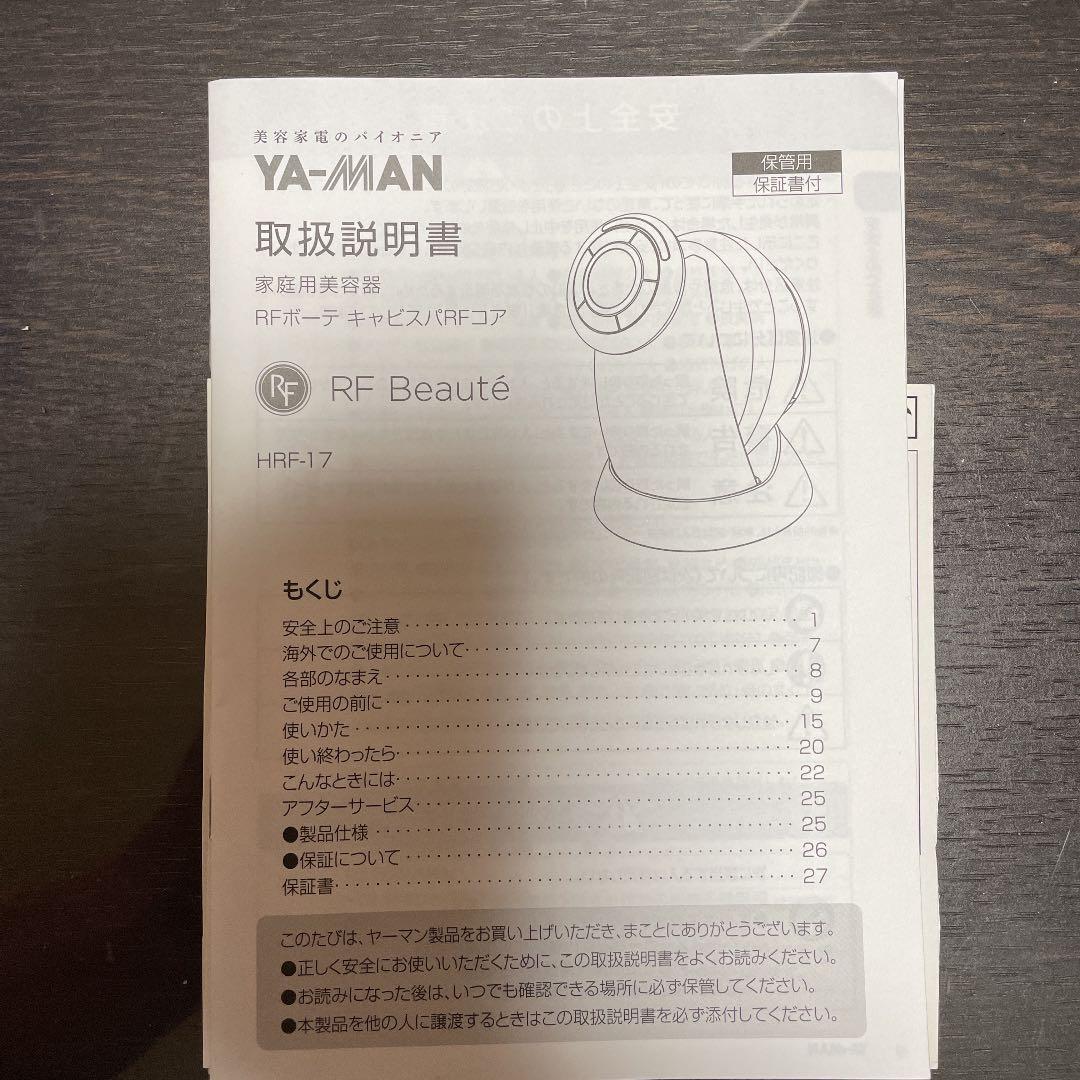 美容家電のパイオニア
YA-MAN
保管用
保証書付
取扱説明書
家庭用美容器
RFボーテ キャビスパRFコア
RF RF Beauté
HRF-17
もくじ
安全上のご注意 1
海外でのご使用について 7
各部のなまえ 8
ご使用の前に 9
使いかた 15
使い終わったら 20
こんなときには 22
アフターサービス 25
●製品仕様 25
●保証について 26
保証書 27
このたびは、ヤーマン製品をお買い上げいただき、まことにありがとうございます。
●正しく安全にお使いいただくために、この取扱説明書をよくお読みください。
●お読みになった後は、いつでも確認できる場所に必ず保管してください。
●本製品を他の人に譲渡するときはこの取扱説明書を必ず添付してください。